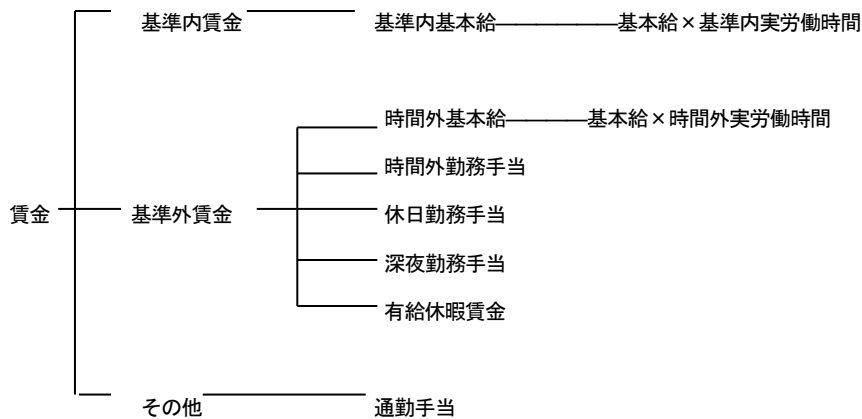 基準内賃金 基準内基本給 基本給×基準内実労働時間
時間外基本給 基本給×時間外実労働時間
時間外勤務手当
賃金 基準外賃金 休日勤務手当
深夜勤務手当
有給休暇賃金
その他 通勤手当